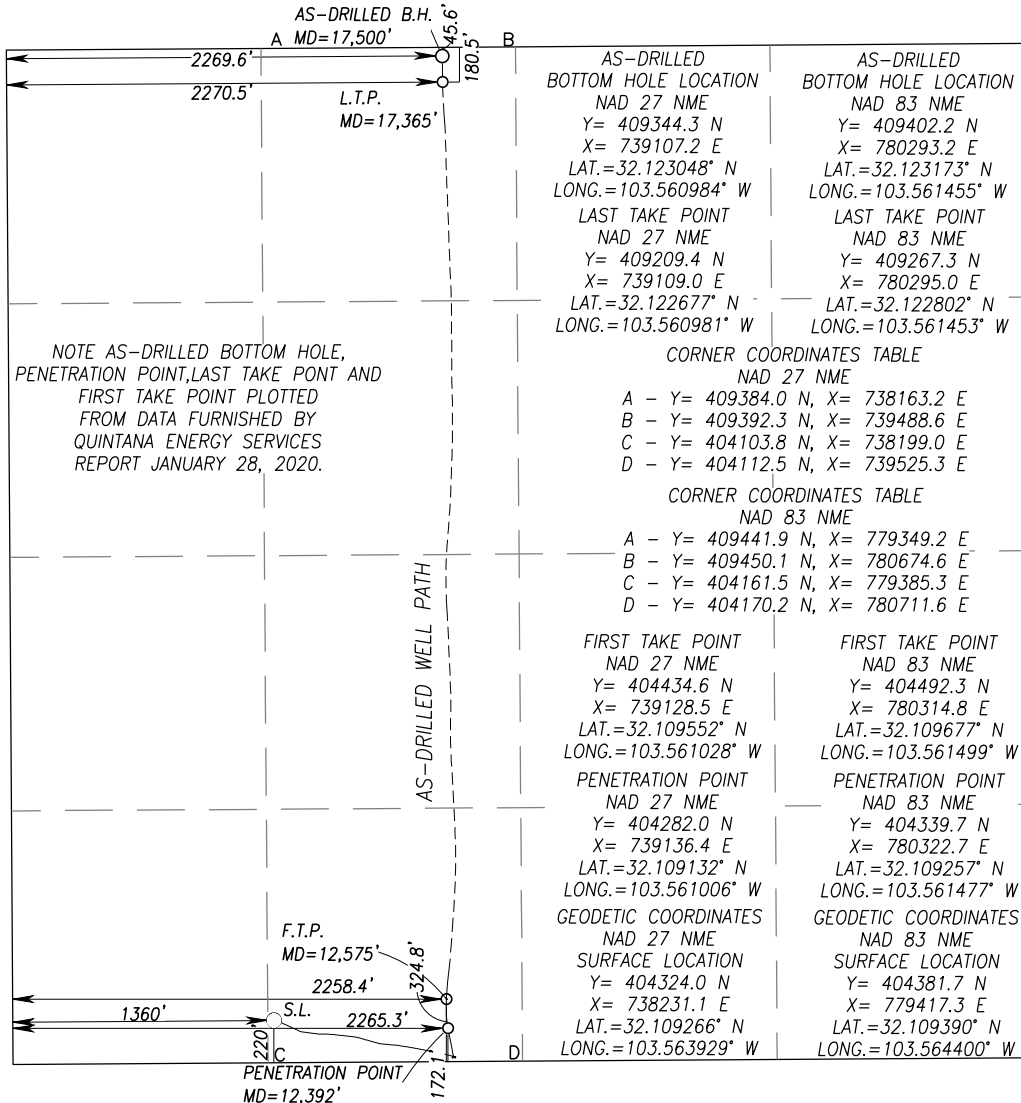 AS-DRILLED B.H.
MD=17,500'
45.6'
180.5'
A
B
2269.6'
2270.5'
L.T.P.
MD=17,365'
AS-DRILLED
BOTTOM HOLE LOCATION
NAD 27 NME
Y= 409344.3 N
X= 739107.2 E
LAT.=32.123048° N
LONG.=103.560984° W
LAST TAKE POINT
NAD 27 NME
Y= 409209.4 N
X= 739109.0 E
LAT.=32.122677° N
LONG.=103.560981° W
AS-DRILLED
BOTTOM HOLE LOCATION
NAD 83 NME
Y= 409402.2 N
X= 780293.2 E
LAT.=32.123173° N
LONG.=103.561455° W
LAST TAKE POINT
NAD 83 NME
Y= 409267.3 N
X= 780295.0 E
LAT.=32.122802° N
LONG.=103.561453° W
NOTE AS-DRILLED BOTTOM HOLE,
PENETRATION POINT,LAST TAKE PONT AND
FIRST TAKE POINT PLOTTED
FROM DATA FURNISHED BY
QUINTANA ENERGY SERVICES
REPORT JANUARY 28, 2020.
CORNER COORDINATES TABLE
NAD 27 NME
A - Y= 409384.0 N, X= 738163.2 E
B - Y= 409392.3 N, X= 739488.6 E
C - Y= 404103.8 N, X= 738199.0 E
D - Y= 404112.5 N, X= 739525.3 E
CORNER COORDINATES TABLE
NAD 83 NME
A - Y= 409441.9 N, X= 779349.2 E
B - Y= 409450.1 N, X= 780674.6 E
C - Y= 404161.5 N, X= 779385.3 E
D - Y= 404170.2 N, X= 780711.6 E
AS-DRILLED WELL PATH
FIRST TAKE POINT
NAD 27 NME
Y= 404434.6 N
X= 739128.5 E
LAT.=32.109552° N
LONG.=103.561028° W
PENETRATION POINT
NAD 27 NME
Y= 404282.0 N
X= 739136.4 E
LAT.=32.109132° N
LONG.=103.561006° W
GEODETIC COORDINATES
NAD 27 NME
SURFACE LOCATION
Y= 404324.0 N
X= 738231.1 E
LAT.=32.109266° N
LONG.=103.563929° W
FIRST TAKE POINT
NAD 83 NME
Y= 404492.3 N
X= 780314.8 E
LAT.=32.109677° N
LONG.=103.561499° W
PENETRATION POINT
NAD 83 NME
Y= 404339.7 N
X= 780322.7 E
LAT.=32.109257° N
LONG.=103.561477° W
GEODETIC COORDINATES
NAD 83 NME
SURFACE LOCATION
Y= 404381.7 N
X= 779417.3 E
LAT.=32.109390° N
LONG.=103.564400° W
F.T.P.
MD=12,575'
324.8'
2258.4'
1360'
S.L.
2265.3'
220'
C
D
172.1'
PENETRATION POINT
MD=12,392'